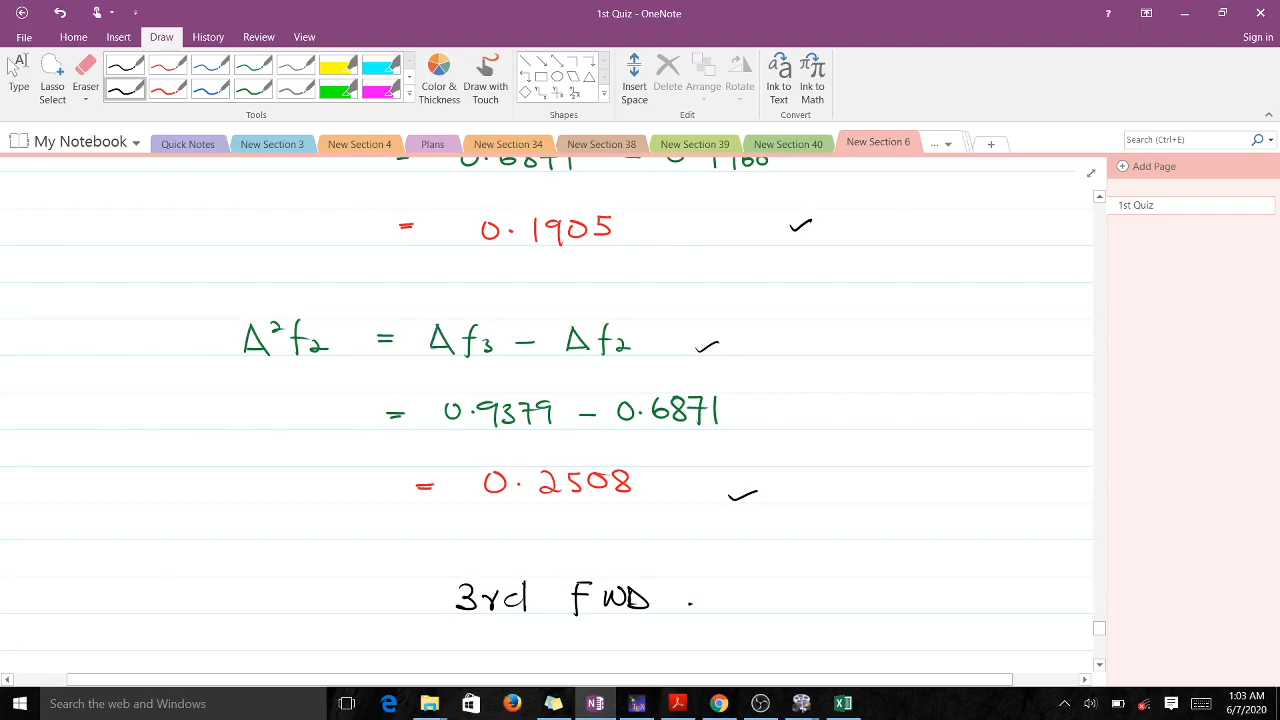 1st Quiz - OneNote
? 
Sign in
File Home Insert Draw History Review View
Type Lasso Select Eraser Color & Thickness Draw with Touch Insert Space Delete Arrange Rotate Ink to Text Ink to Math
Tools Shapes Edit Convert
My Notebook Quick Notes New Section 3 New Section 4 Plans New Section 34 New Section 38 New Section 39 New Section 40 New Section 6 ... + Search (Ctrl+E)
Add Page
1st Quiz
= 0.6871 - 0.
= 0.1905 ✓
Δ²f₂ = Δf₃ - Δf₂ ✓
= 0.9379 - 0.6871
= 0.2508 ✓
3rd FWD .
Search the web and Windows
1:03 AM
6/7/2020